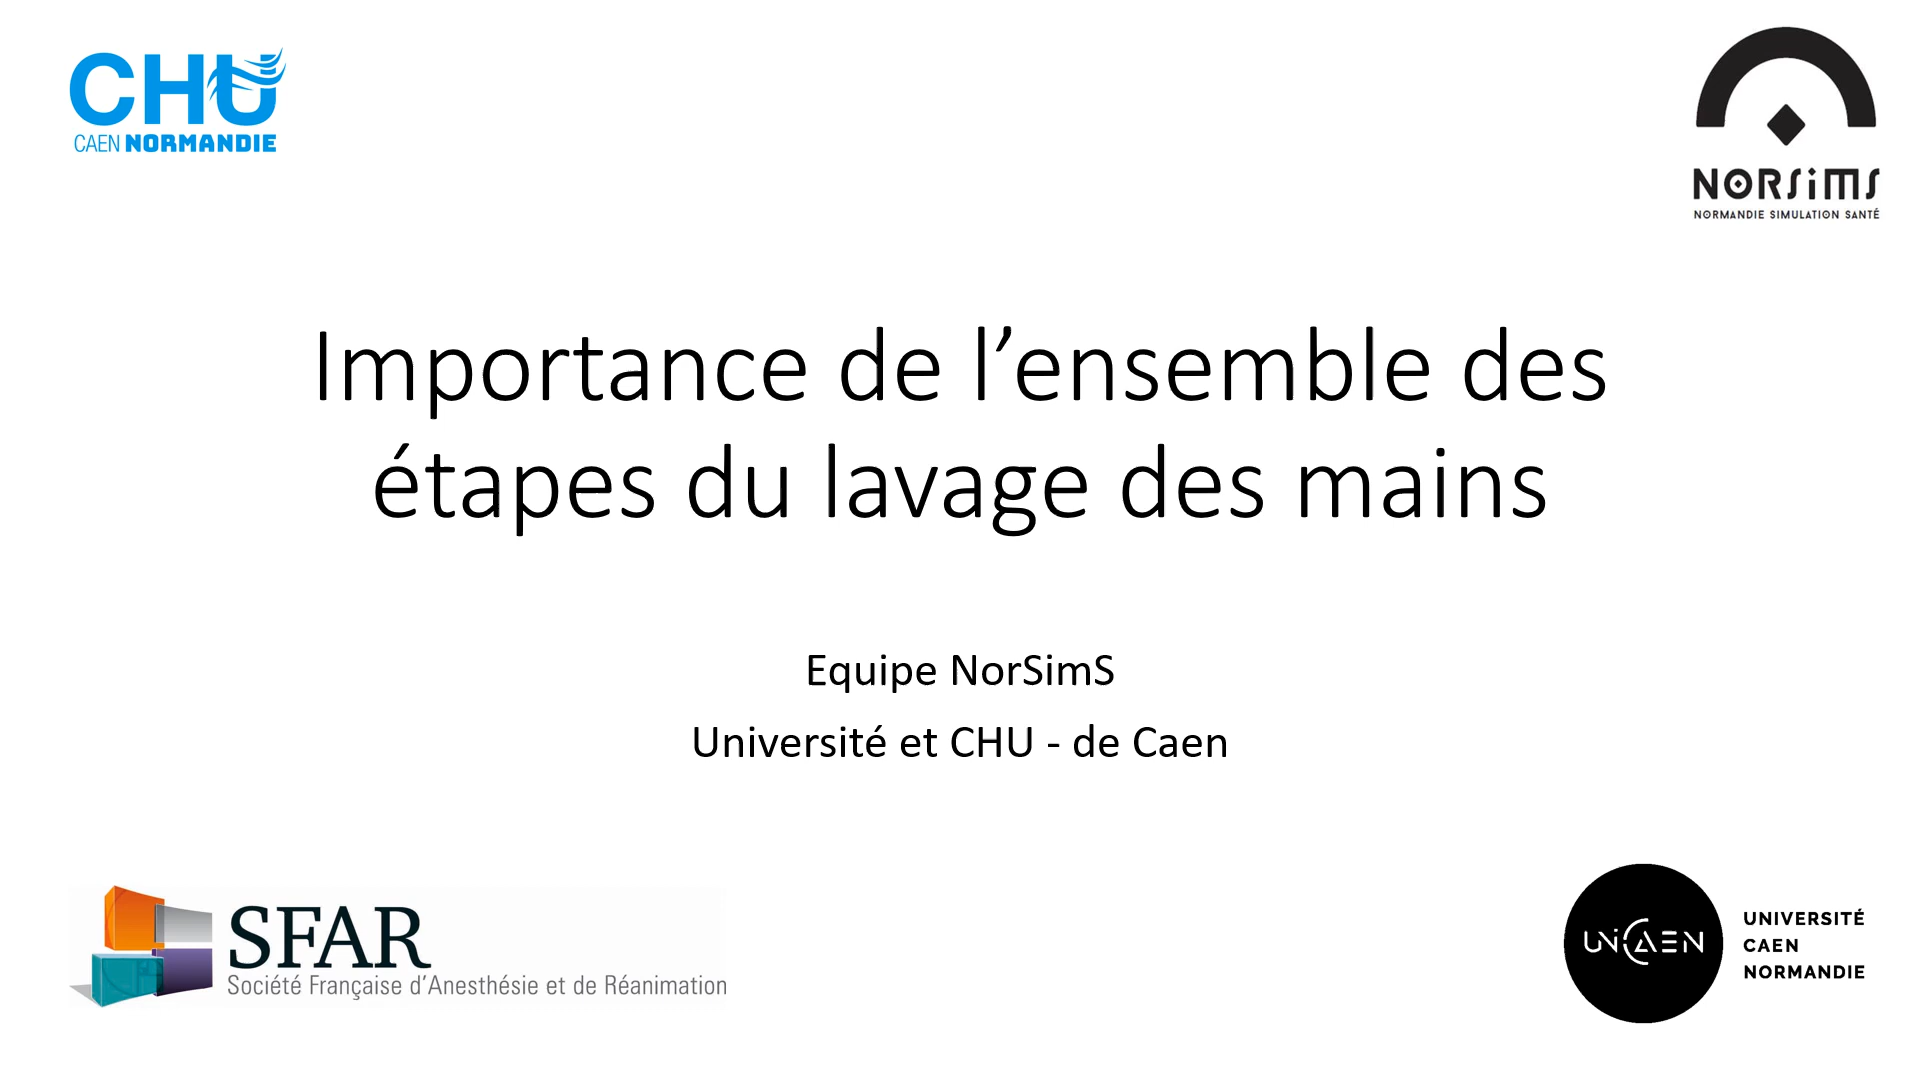 CHU
CAEN NORMANDIE
NORSiMS
NORMANDIE SIMULATION SANTÉ
Importance de l’ensemble des
étapes du lavage des mains
Equipe NorSimS
Université et CHU - de Caen
SFAR
Société Française d’Anesthésie et de Réanimation
UNICAEN
UNIVERSITÉ
CAEN
NORMANDIE